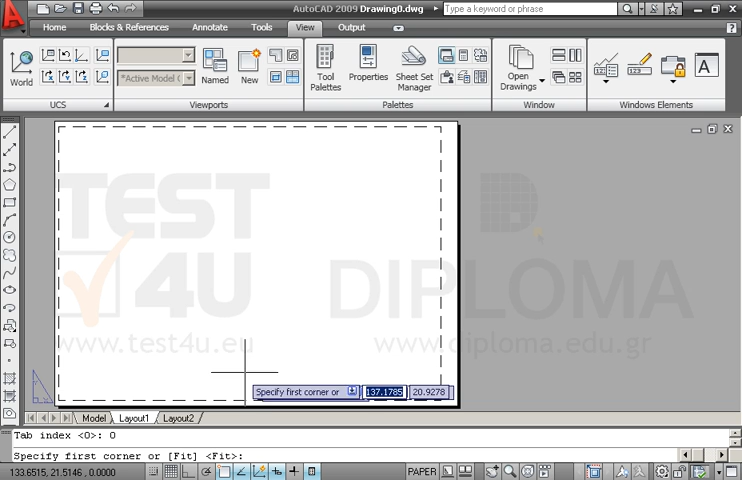 AutoCAD 2009 Drawing0.dwg
Type a keyword or phrase
Home
Blocks & References
Annotate
Tools
View
Output
World
Named
New
*Active Model C
Tool Palettes
Properties
Sheet Set Manager
Open Drawings
UCS
Viewports
Palettes
Window
Windows Elements
TEST
4U
D
DIPLOMA
www.test4u.eu
www.diploma.edu.gr
Specify first corner or
137.1785
20.9278
Model
Layout1
Layout2
Tab index <0>: 0
Specify first corner or [Fit] <Fit>:
133.6515, 21.5146, 0.0000
PAPER